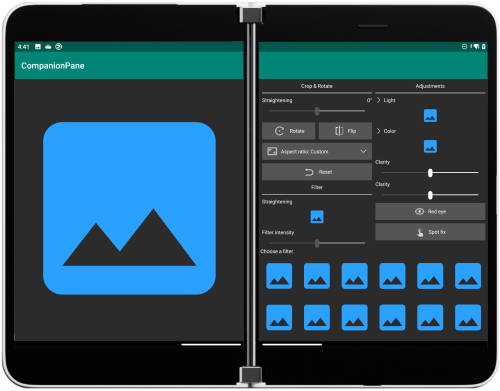 4:41
CompanionPane
Crop & Rotate
Straightening 0°
Rotate Flip
Aspect ratio: Custom
Reset
Filter
Straightening
Filter intensity
Choose a filter
Adjustments
Light
Color
Clarity
Clarity
Red eye
Spot fix